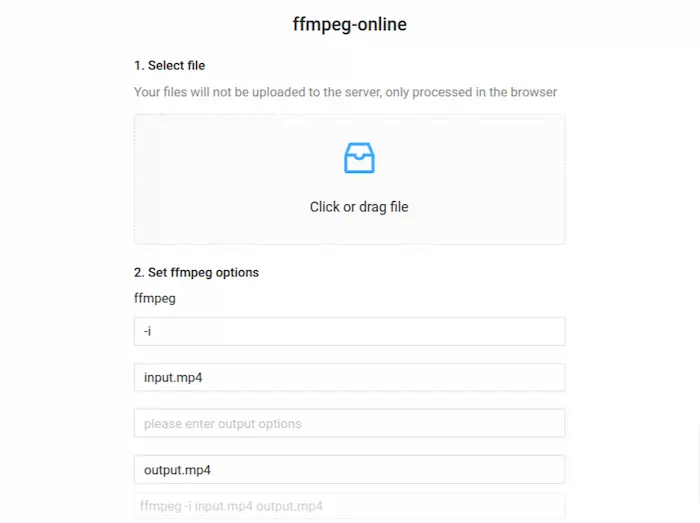 ffmpeg-online
1. Select file
Your files will not be uploaded to the server, only processed in the browser
Click or drag file
2. Set ffmpeg options
ffmpeg
-i
input.mp4
please enter output options
output.mp4
ffmpeg -i input.mp4 output.mp4